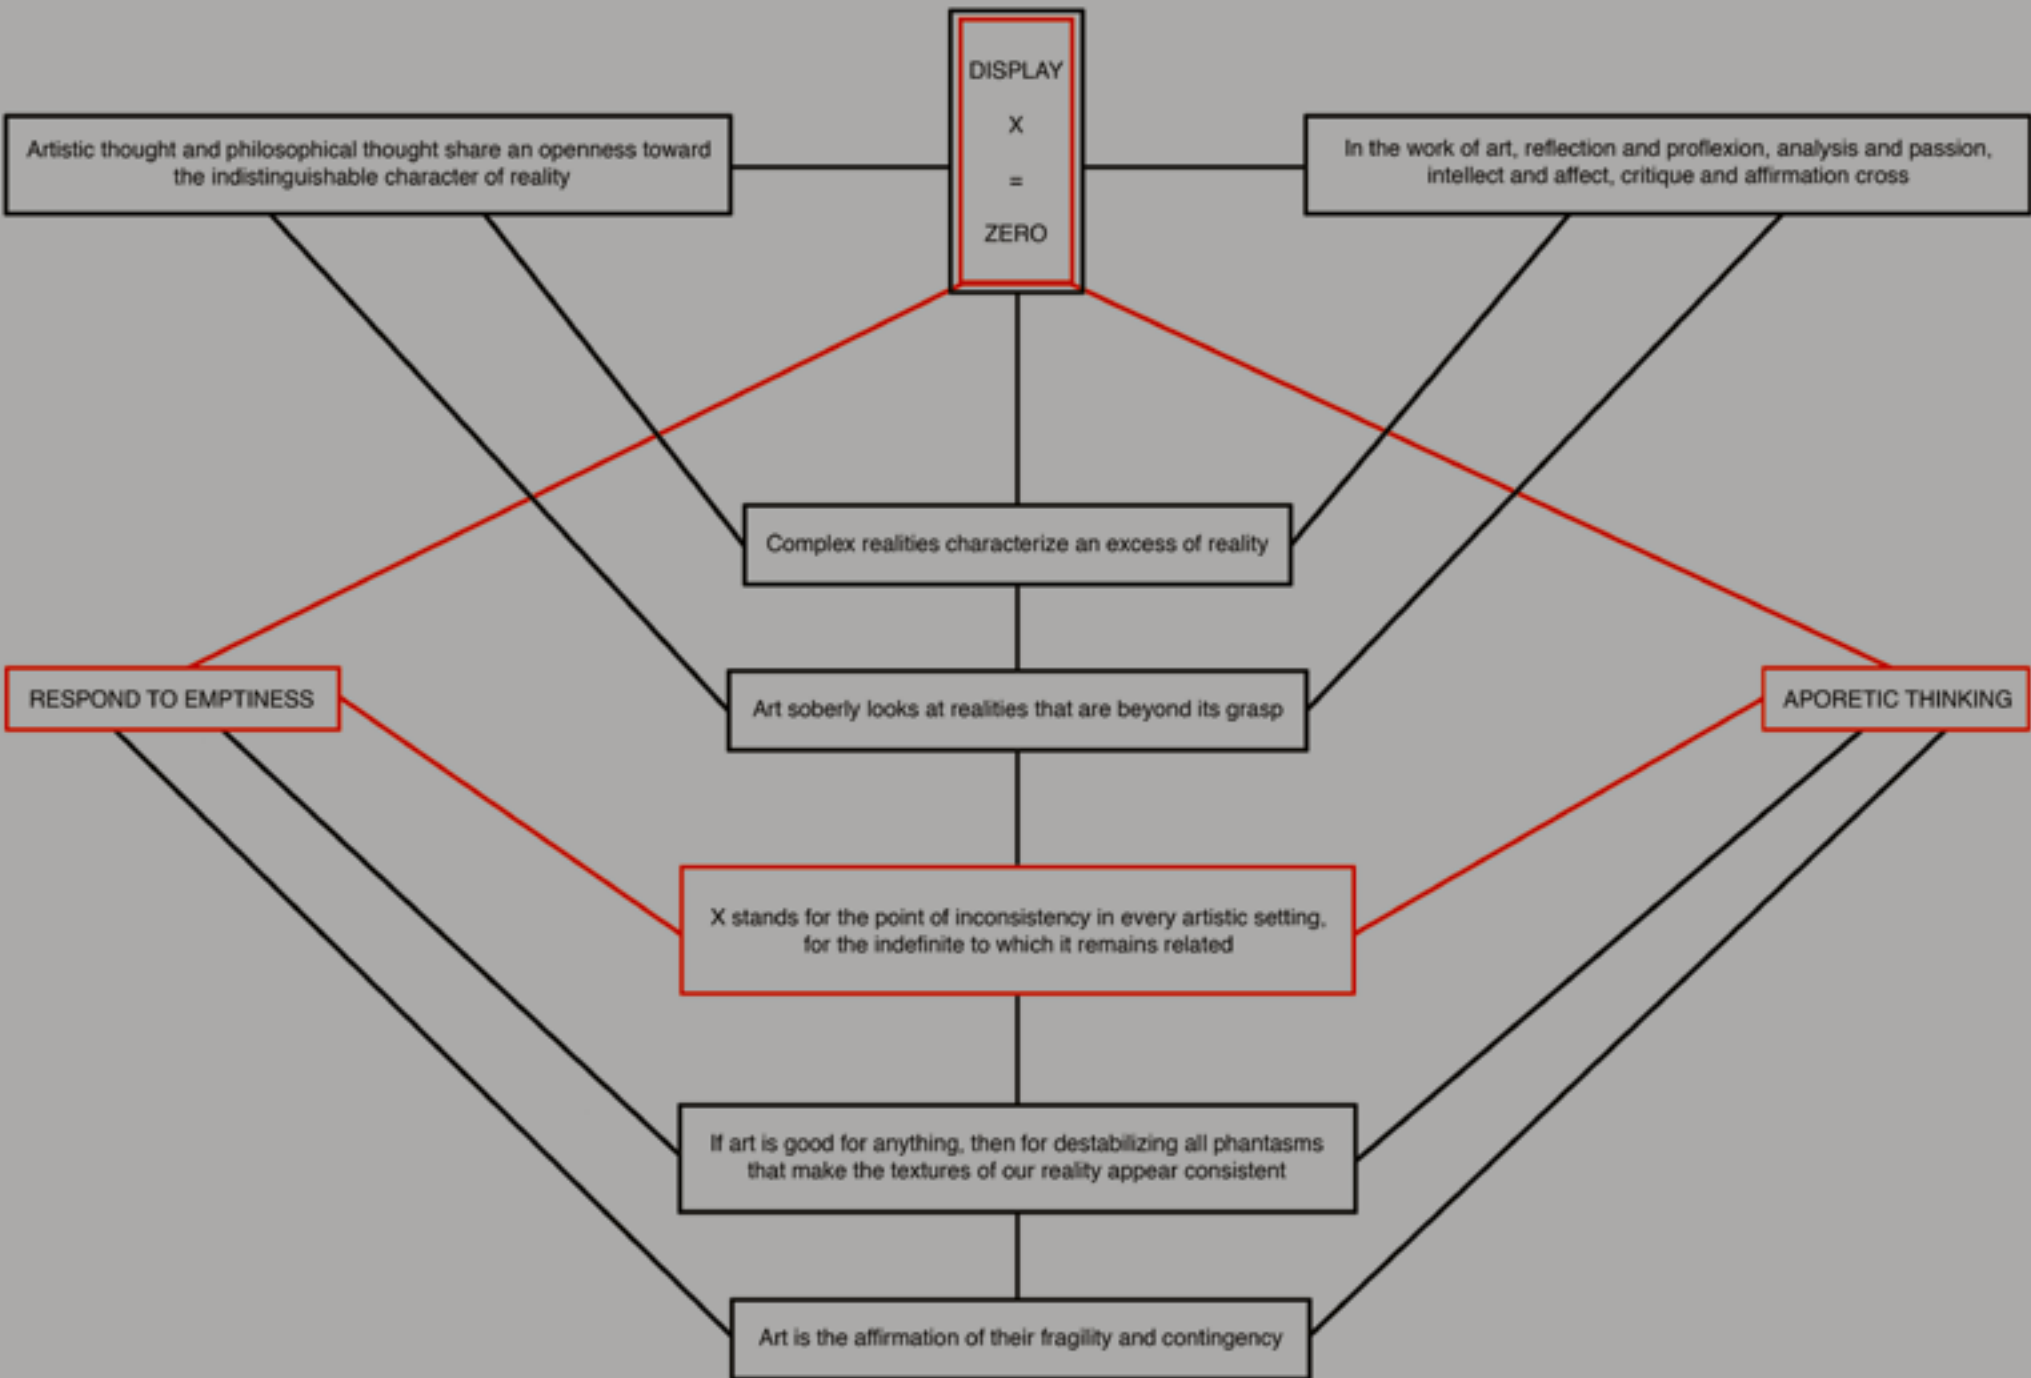 DISPLAY
X
=
ZERO
Artistic thought and philosophical thought share an openness toward
the indistinguishable character of reality
In the work of art, reflection and proflexion, analysis and passion,
intellect and affect, critique and affirmation cross
Complex realities characterize an excess of reality
RESPOND TO EMPTINESS
Art soberly looks at realities that are beyond its grasp
APORETIC THINKING
X stands for the point of inconsistency in every artistic setting,
for the indefinite to which it remains related
If art is good for anything, then for destabilizing all phantasms
that make the textures of our reality appear consistent
Art is the affirmation of their fragility and contingency